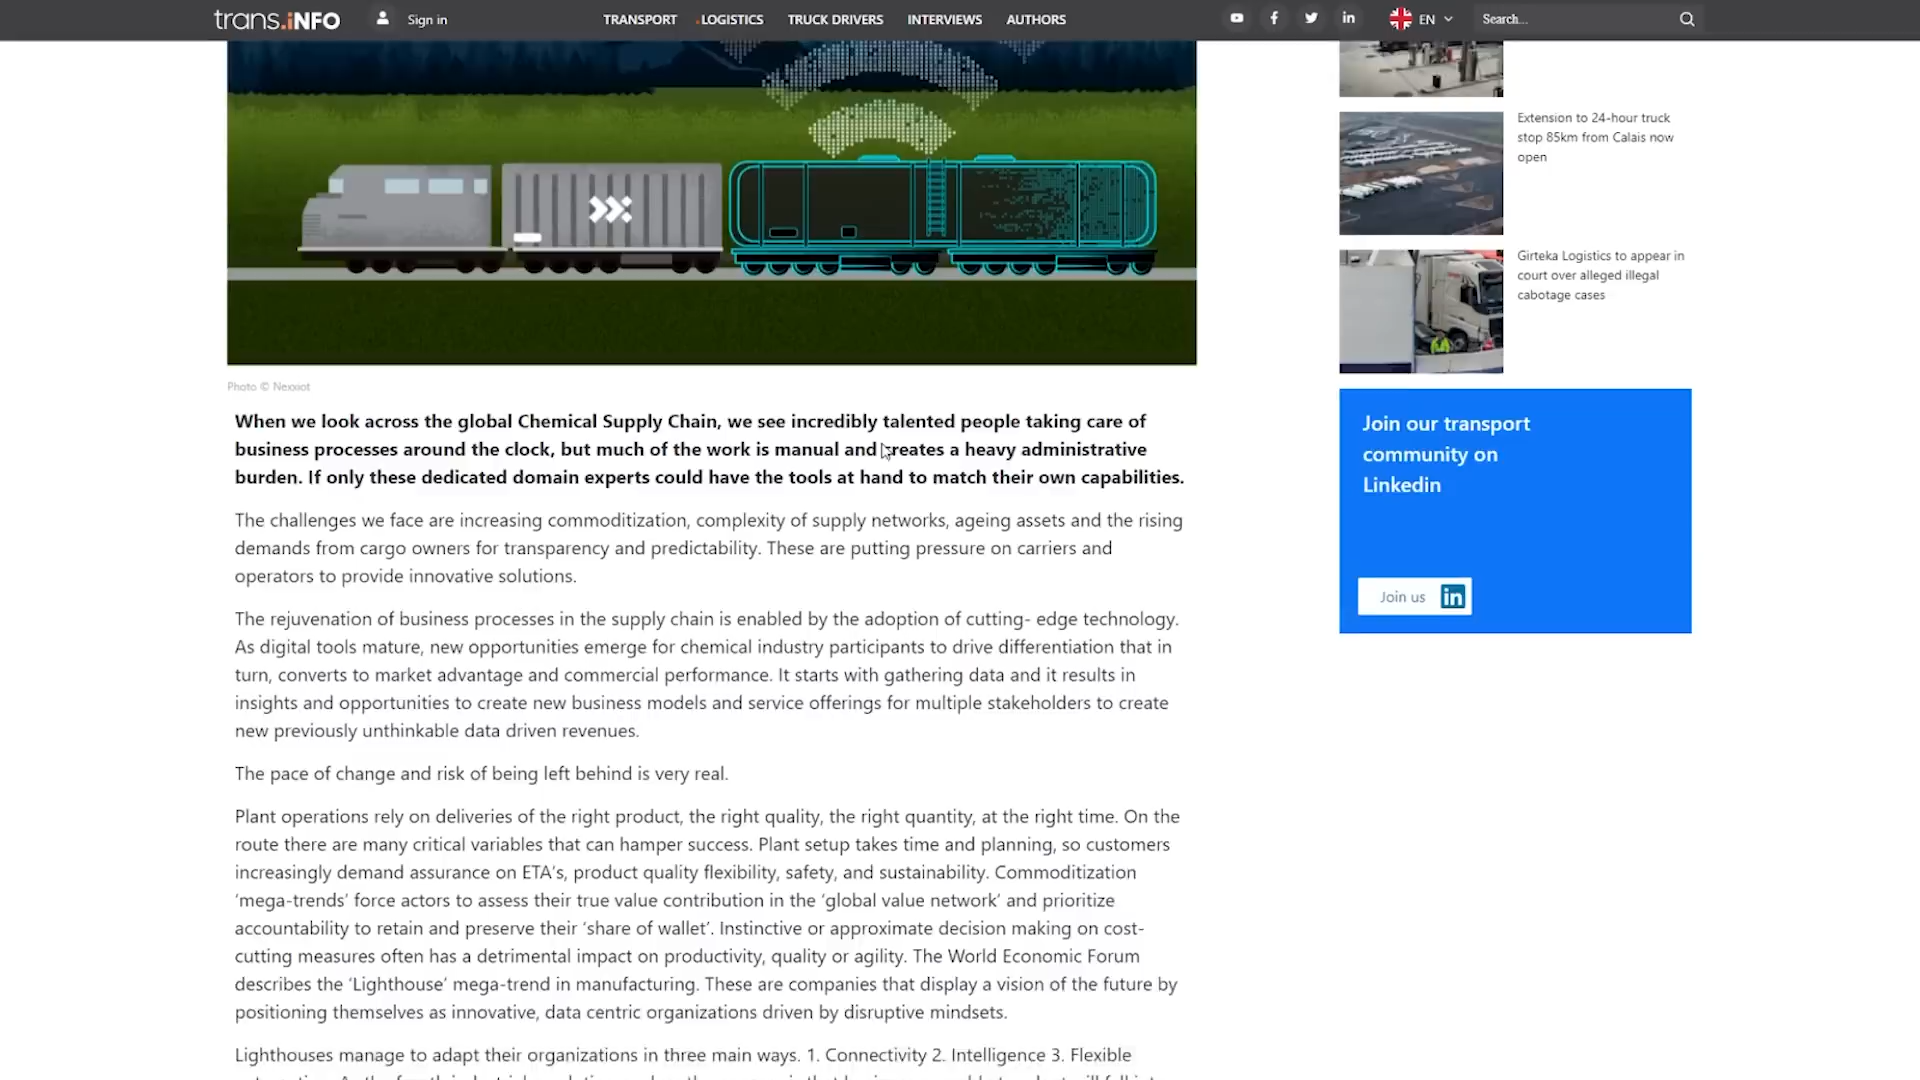 trans.iNFO
Sign in
TRANSPORT
.LOGISTICS
TRUCK DRIVERS
INTERVIEWS
AUTHORS
EN
Search...
Extension to 24-hour truck
stop 85km from Calais now
open
Girteka Logistics to appear in
court over alleged illegal
cabotage cases
Photo © Nexxiot
When we look across the global Chemical Supply Chain, we see incredibly talented people taking care of
business processes around the clock, but much of the work is manual and creates a heavy administrative
burden. If only these dedicated domain experts could have the tools at hand to match their own capabilities.
The challenges we face are increasing commoditization, complexity of supply networks, ageing assets and the rising
demands from cargo owners for transparency and predictability. These are putting pressure on carriers and
operators to provide innovative solutions.
The rejuvenation of business processes in the supply chain is enabled by the adoption of cutting- edge technology.
As digital tools mature, new opportunities emerge for chemical industry participants to drive differentiation that in
turn, converts to market advantage and commercial performance. It starts with gathering data and it results in
insights and opportunities to create new business models and service offerings for multiple stakeholders to create
new previously unthinkable data driven revenues.
The pace of change and risk of being left behind is very real.
Plant operations rely on deliveries of the right product, the right quality, the right quantity, at the right time. On the
route there are many critical variables that can hamper success. Plant setup takes time and planning, so customers
increasingly demand assurance on ETA’s, product quality flexibility, safety, and sustainability. Commoditization
‘mega-trends’ force actors to assess their true value contribution in the ‘global value network’ and prioritize
accountability to retain and preserve their ‘share of wallet’. Instinctive or approximate decision making on cost-
cutting measures often has a detrimental impact on productivity, quality or agility. The World Economic Forum
describes the ‘Lighthouse’ mega-trend in manufacturing. These are companies that display a vision of the future by
positioning themselves as innovative, data centric organizations driven by disruptive mindsets.
Lighthouses manage to adapt their organizations in three main ways. 1. Connectivity 2. Intelligence 3. Flexible
Join our transport
community on
Linkedin
Join us in